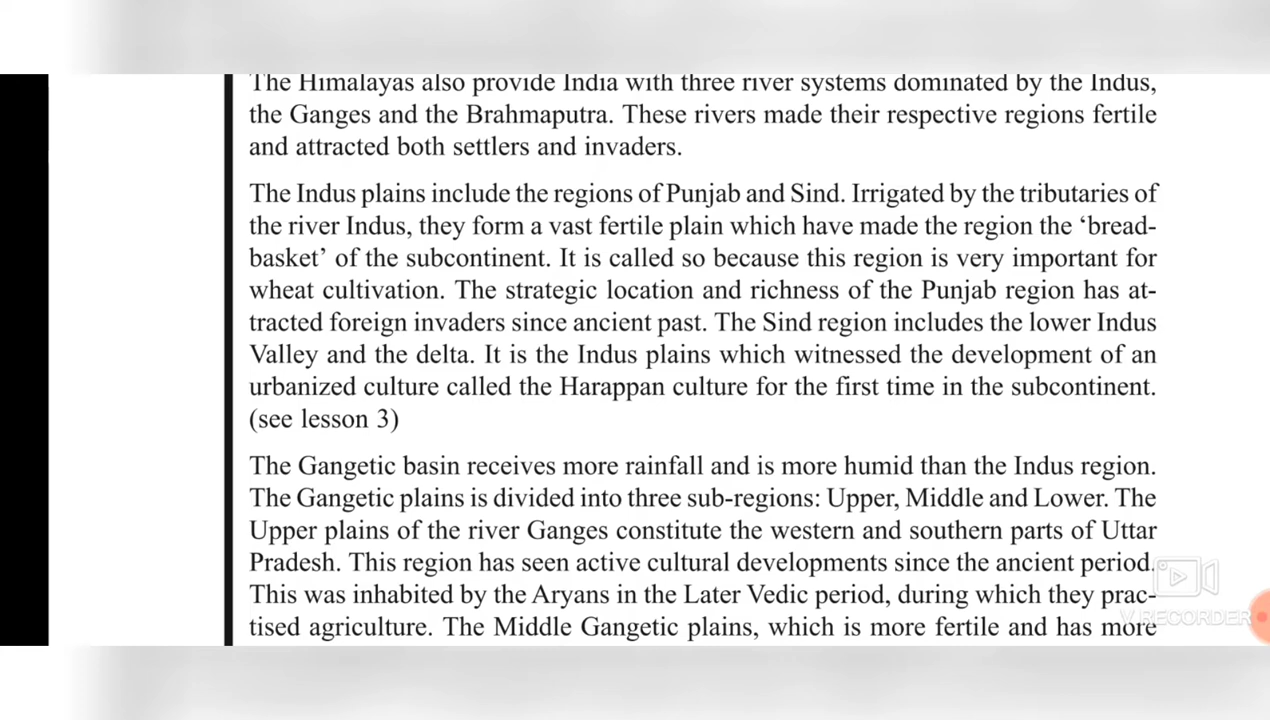 The Himalayas also provide India with three river systems dominated by the Indus,
the Ganges and the Brahmaputra. These rivers made their respective regions fertile
and attracted both settlers and invaders.
The Indus plains include the regions of Punjab and Sind. Irrigated by the tributaries of
the river Indus, they form a vast fertile plain which have made the region the ‘bread-
basket’ of the subcontinent. It is called so because this region is very important for
wheat cultivation. The strategic location and richness of the Punjab region has at-
tracted foreign invaders since ancient past. The Sind region includes the lower Indus
Valley and the delta. It is the Indus plains which witnessed the development of an
urbanized culture called the Harappan culture for the first time in the subcontinent.
(see lesson 3)
The Gangetic basin receives more rainfall and is more humid than the Indus region.
The Gangetic plains is divided into three sub-regions: Upper, Middle and Lower. The
Upper plains of the river Ganges constitute the western and southern parts of Uttar
Pradesh. This region has seen active cultural developments since the ancient period.
This was inhabited by the Aryans in the Later Vedic period, during which they prac-
tised agriculture. The Middle Gangetic plains, which is more fertile and has more
V.RECORDER